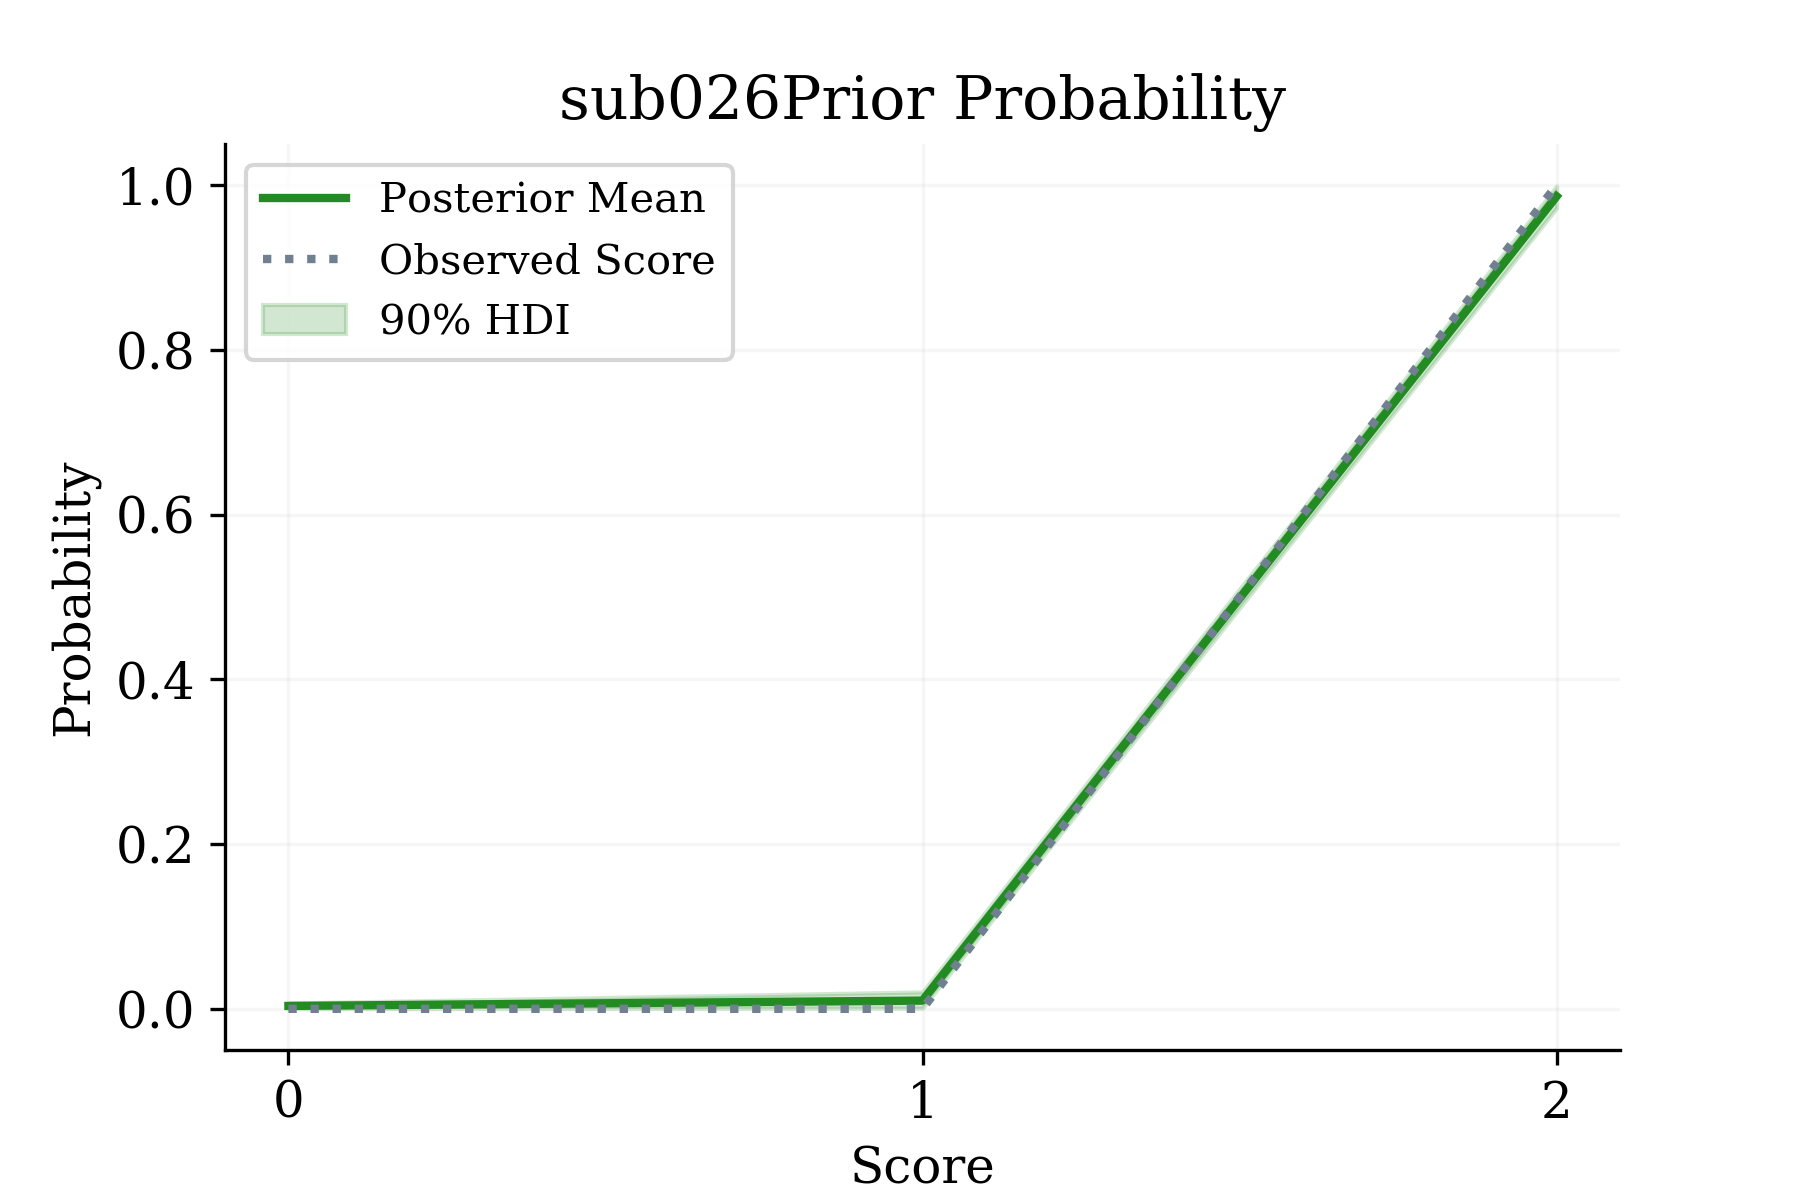 sub026Prior Probability
Posterior Mean
Observed Score
90% HDI
1.0
0.8
0.6
0.4
0.2
0.0
Probability
0 1 2
Score